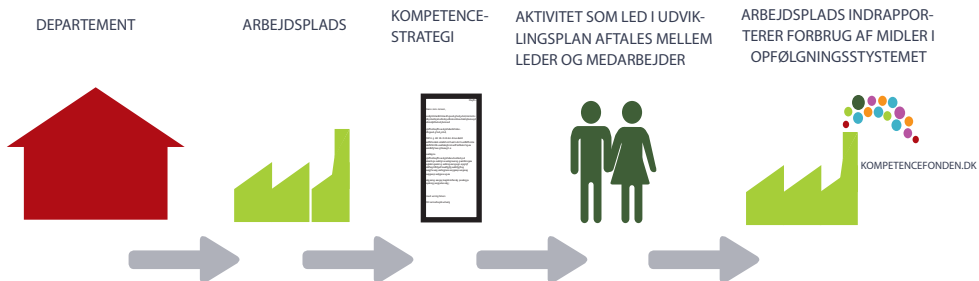 DEPARTEMENT
ARBEJDSPLADS
KOMPETENCE-
STRATEGI
AKTIVITET SOM LED I UDVIK-
LINGSPLAN AFTALES MELLEM
LEDER OG MEDARBEJDER
ARBEJDSPLADS INDRAPPOR-
TERER FORBRUG AF MIDLER I
OPFØLGNINGSSTYSTEMET
KOMPETENCEFONDEN.DK